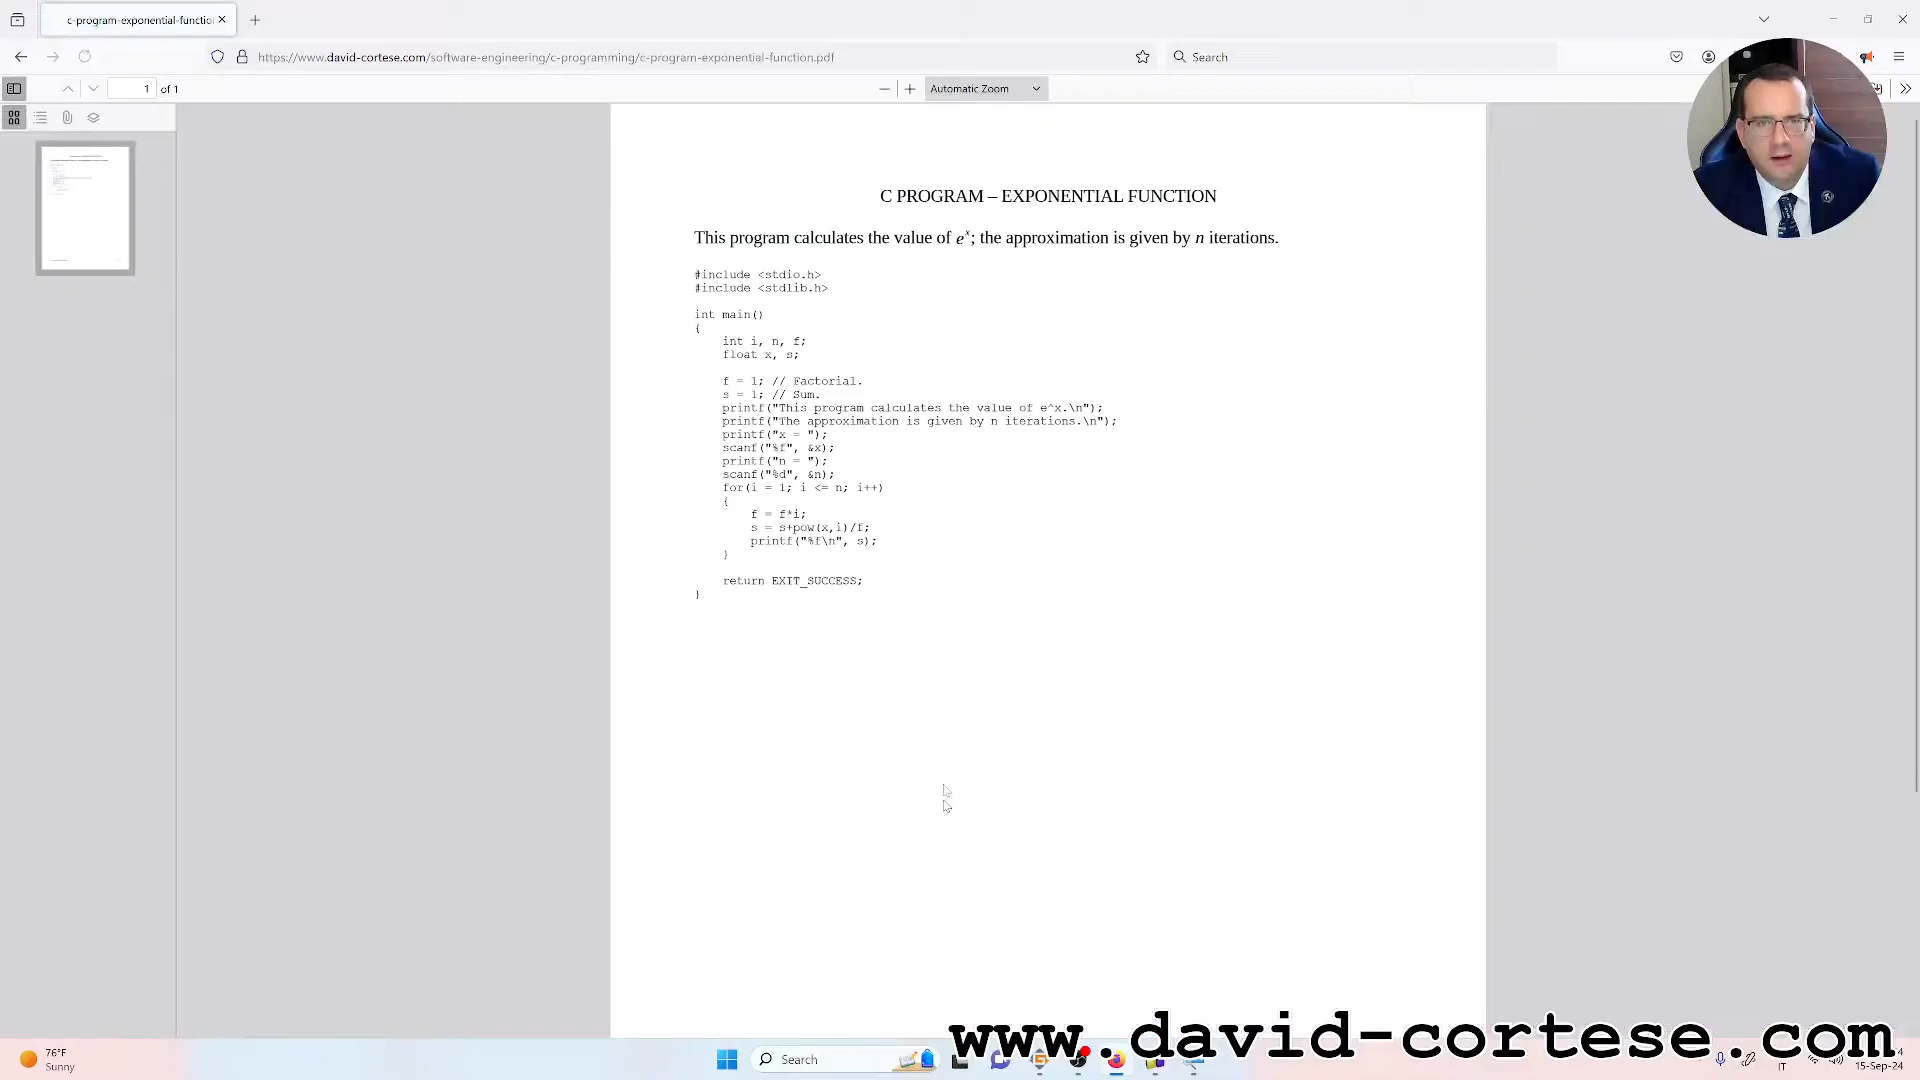 c-program-exponential-functio
https://www.david-cortese.com/software-engineering/c-programming/c-program-exponential-function.pdf
Search
1 of 1
Automatic Zoom
C PROGRAM – EXPONENTIAL FUNCTION
This program calculates the value of eˣ; the approximation is given by n iterations.
#include <stdio.h>
#include <stdlib.h>
int main()
{
int i, n, f;
float x, s;
f = 1; // Factorial.
s = 1; // Sum.
printf("This program calculates the value of e^x.\n");
printf("The approximation is given by n iterations.\n");
printf("x = ");
scanf("%f", &x);
printf("n = ");
scanf("%d", &n);
for(i = 1; i <= n; i++)
{
f = f*i;
s = s+pow(x,i)/f;
printf("%f\n", s);
}
return EXIT_SUCCESS;
}
www.david-cortese.com
76°F
Sunny
Search
IT
15-Sep-24